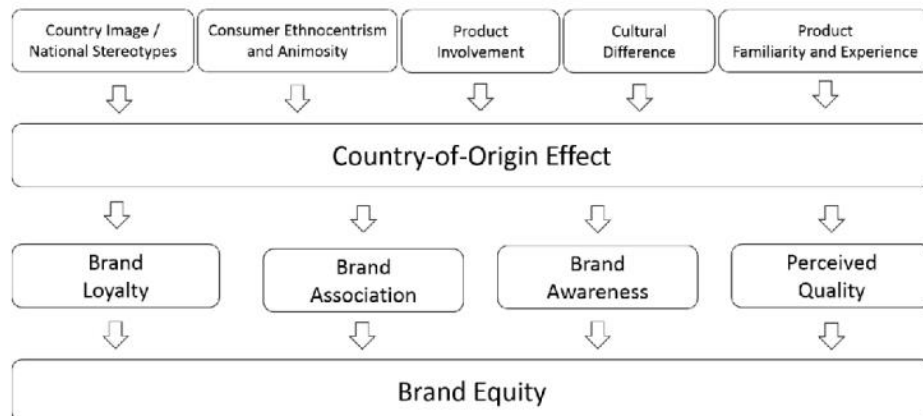 Country Image /
National Stereotypes
Consumer Ethnocentrism
and Animosity
Product
Involvement
Cultural
Difference
Product
Familiarity and Experience
Country-of-Origin Effect
Brand
Loyalty
Brand
Association
Brand
Awareness
Perceived
Quality
Brand Equity